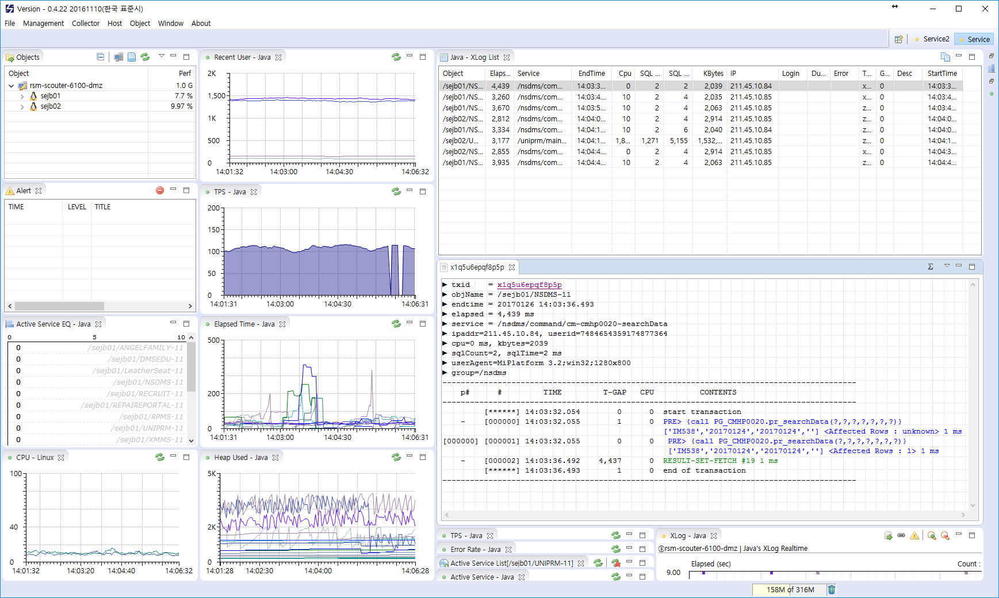 Version - 0.4.22 20161110(한국 표준시)
File Management Collector Host Object Window About
Service2 Service
Objects
Object Perf
rsm-scouter-6100-dmz 1.0 G
sejb01 7.7 %
sejb02 9.97 %
Alert
TIME LEVEL TITLE
Active Service EQ - Java
0 5 10
0 /sejb01/ANGELFAMILY-11
0 /sejb01/DMSEDU-11
0 /sejb01/LeatherSeat-11
0 /sejb01/NSDMS-11
0 /sejb01/RECRUIT-11
0 /sejb01/REPAIREPORTAL-11
0 /sejb01/RPMS-11
0 /sejb01/UNIPRM-11
0 /sejb01/XMMS-11
CPU - Linux
100
40
0
14:01:32 14:03:20 14:04:40 14:06:32
Recent User - Java
2K
1,500
1K
500
0
14:01:32 14:03:00 14:04:30 14:06:32
TPS - Java
200
150
100
50
0
14:01:31 14:03:00 14:04:30 14:06:31
Elapsed Time - Java
500
200
0
14:01:31 14:03:00 14:04:30 14:06:31
Heap Used - Java
5K
2K
0
14:01:28 14:02:30 14:04:00 14:06:28
Java - XLog List
Object Elaps... Service EndTime Cpu SQL ... SQL ... KBytes IP Login Du... Error T... G... Desc StartTime
/sejb01/NS... 4,439 /nsdms/com... 14:03:3... 0 2 2 2,039 211.45.10.84 x... 0 14:03:3...
/sejb01/NS... 3,260 /nsdms/com... 14:03:4... 10 2 4 2,035 211.45.10.85 x... 0 14:03:4...
/sejb01/NS... 3,670 /nsdms/com... 14:03:5... 10 2 4 2,063 211.45.10.85 z... 0 14:03:4...
/sejb02/NS... 2,812 /nsdms/com... 14:04:0... 10 2 4 2,914 211.45.10.85 z... 0 14:04:0...
/sejb01/NS... 3,334 /nsdms/com... 14:04:1... 10 2 6 2,040 211.45.10.84 z... 0 14:04:0...
/sejb02/U... 3,177 /uniprm/main... 14:04:1... 1,8... 1,271 5,155 1,532,... 211.45.10.85 z... 0 14:04:1...
/sejb02/NS... 2,855 /nsdms/com... 14:04:4... 0 2 4 2,914 211.45.10.85 x... 0 14:04:3...
/sejb01/NS... 3,935 /nsdms/com... 14:04:4... 10 2 4 2,063 211.45.10.85 z... 0 14:04:4...
x1q5u6epqf8p5p
▶ txid = x1q5u6epqf8p5p
▶ objName = /sejb01/NSDMS-11
▶ endtime = 20170126 14:03:36.493
▶ elapsed = 4,439 ms
▶ service = /nsdms/command/cm-cmhp0020-searchData
▶ ipaddr=211.45.10.84, userid=7484654359174877364
▶ cpu=0 ms, kbytes=2039
▶ sqlCount=2, sqlTime=2 ms
▶ userAgent=MiPlatform 3.2;win32;1280x800
▶ group=/nsdms
p# # TIME T-GAP CPU CONTENTS
[******] 14:03:32.054 0 0 start transaction
- [000000] 14:03:32.055 1 0 PRE> {call PG_CMHP0020.pr_searchData(?,?,?,?,?,?,?)}
['IM538','20170124','20170124',''] <Affected Rows : unknown> 1 ms
[000000] [000001] 14:03:32.055 0 0 PRE> {call PG_CMHP0020.pr_searchData(?,?,?,?,?,?,?)}
['IM538','20170124','20170124',''] <Affected Rows : 1> 1 ms
- [000002] 14:03:36.492 4,437 0 RESULT-SET-FETCH #19 1 ms
[******] 14:03:36.493 1 0 end of transaction
TPS - Java
Error Rate - Java
Active Service List[/sejb01/UNIPRM-11]
Active Service - Java
XLog - Java
ⓢrsm-scouter-6100-dmz | Java's XLog Realtime
Elapsed (sec) Count :
9.00
158M of 316M